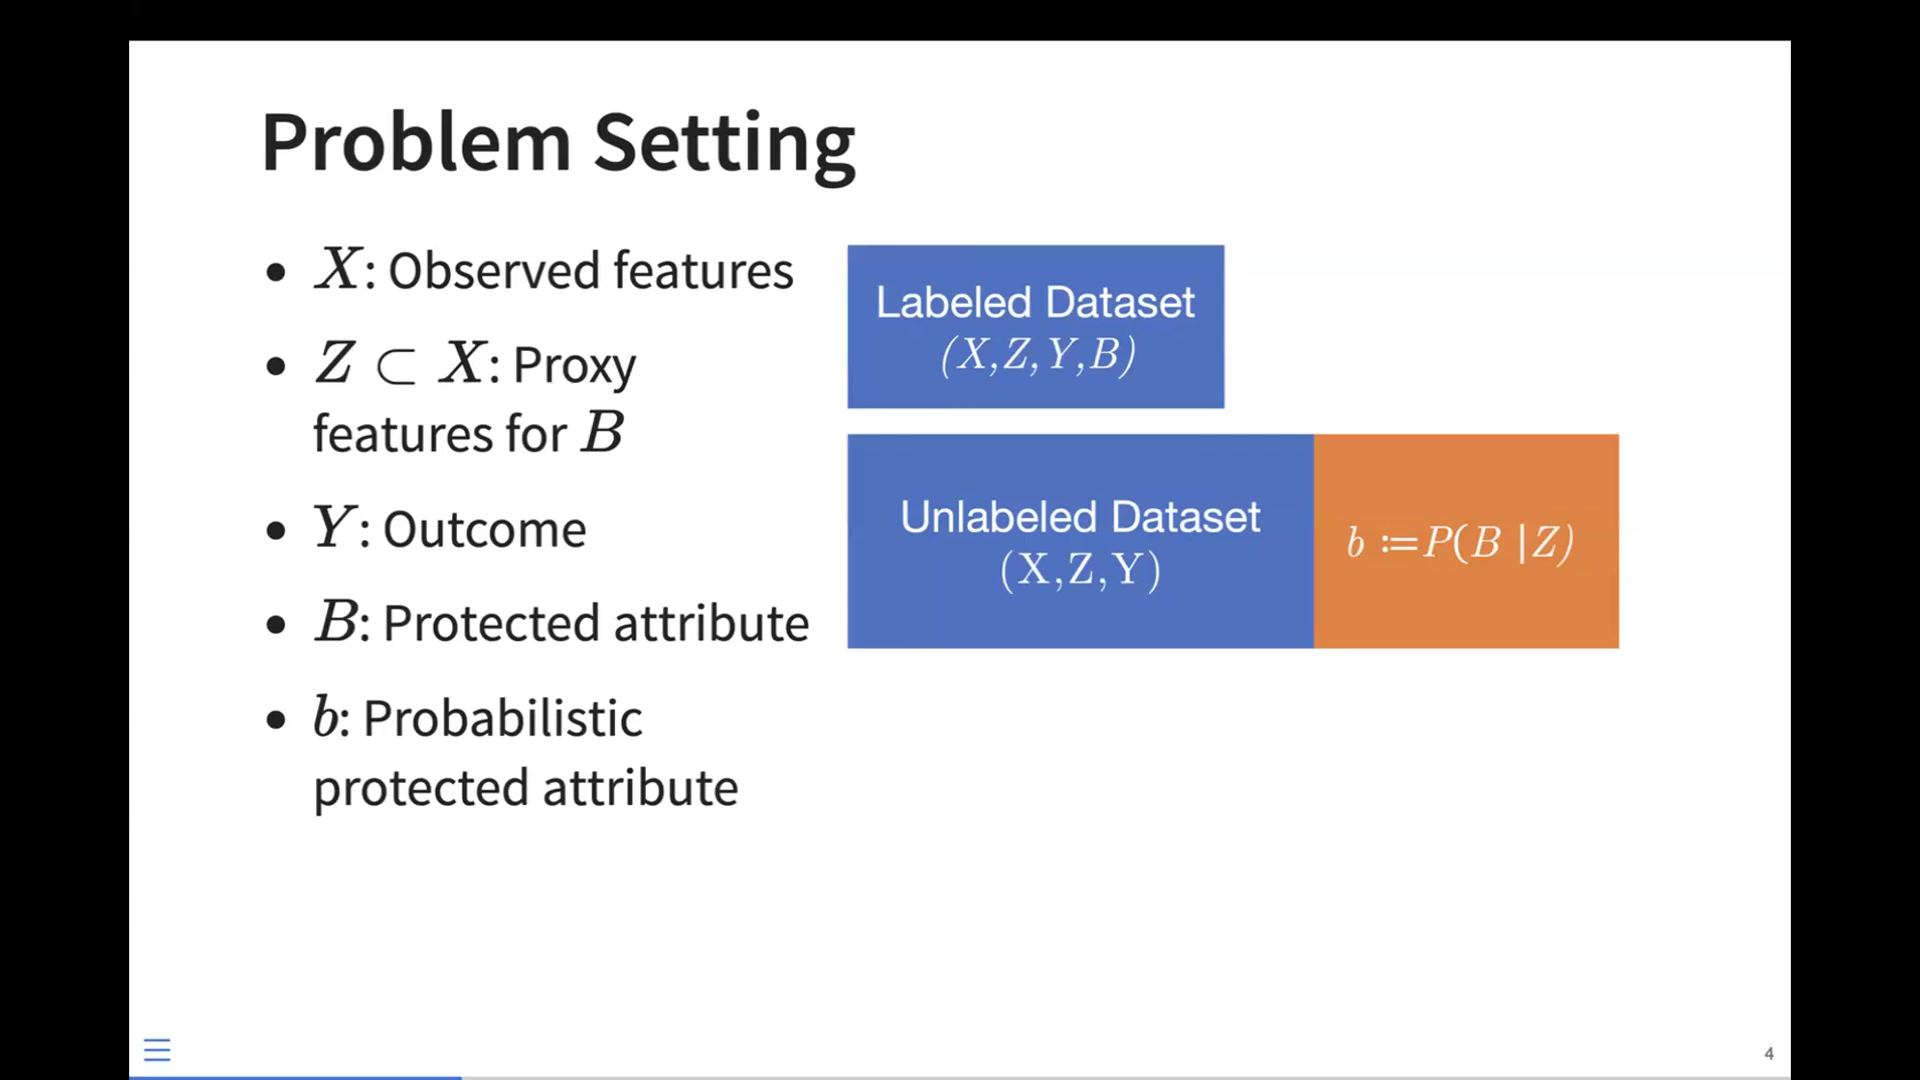 Problem Setting
• X: Observed features
• Z ⊂ X: Proxy
features for B
• Y: Outcome
• B: Protected attribute
• b: Probabilistic
protected attribute
Labeled Dataset
(X,Z,Y,B)
Unlabeled Dataset
(X,Z,Y)
b ≔P(B |Z)
4